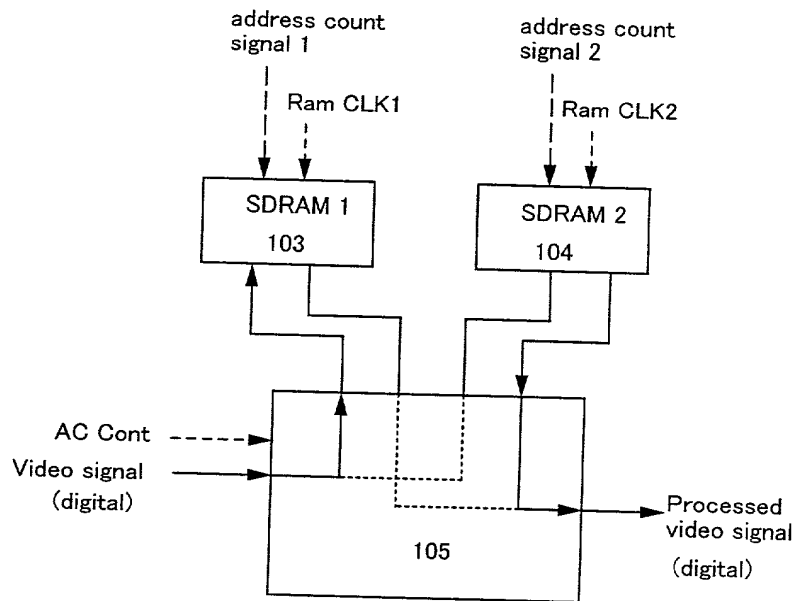 address count
signal 1
address count
signal 2
Ram CLK1
Ram CLK2
SDRAM 1
103
SDRAM 2
104
AC Cont
Video signal
(digital)
105
Processed
video signal
(digital)